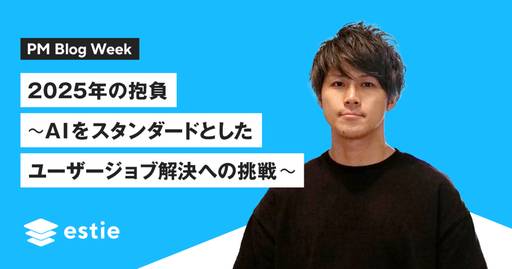 PM Blog Week
2025年の抱負
〜AIをスタンダードとした
ユーザージョブ解決への挑戦〜
estie